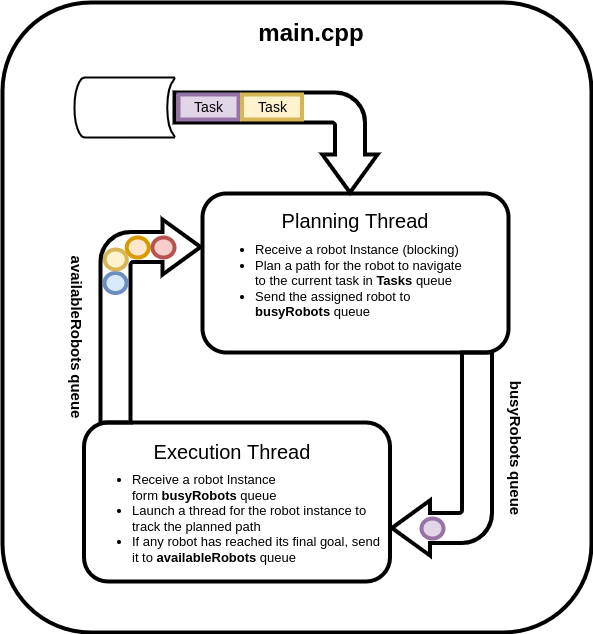 main.cpp
Task
Task
Planning Thread
• Receive a robot Instance (blocking)
• Plan a path for the robot to navigate
to the current task in Tasks queue
• Send the assigned robot to
busyRobots queue
availableRobots queue
busyRobots queue
Execution Thread
• Receive a robot Instance
form busyRobots queue
• Launch a thread for the robot instance to
track the planned path
• If any robot has reached its final goal, send
it to availableRobots queue